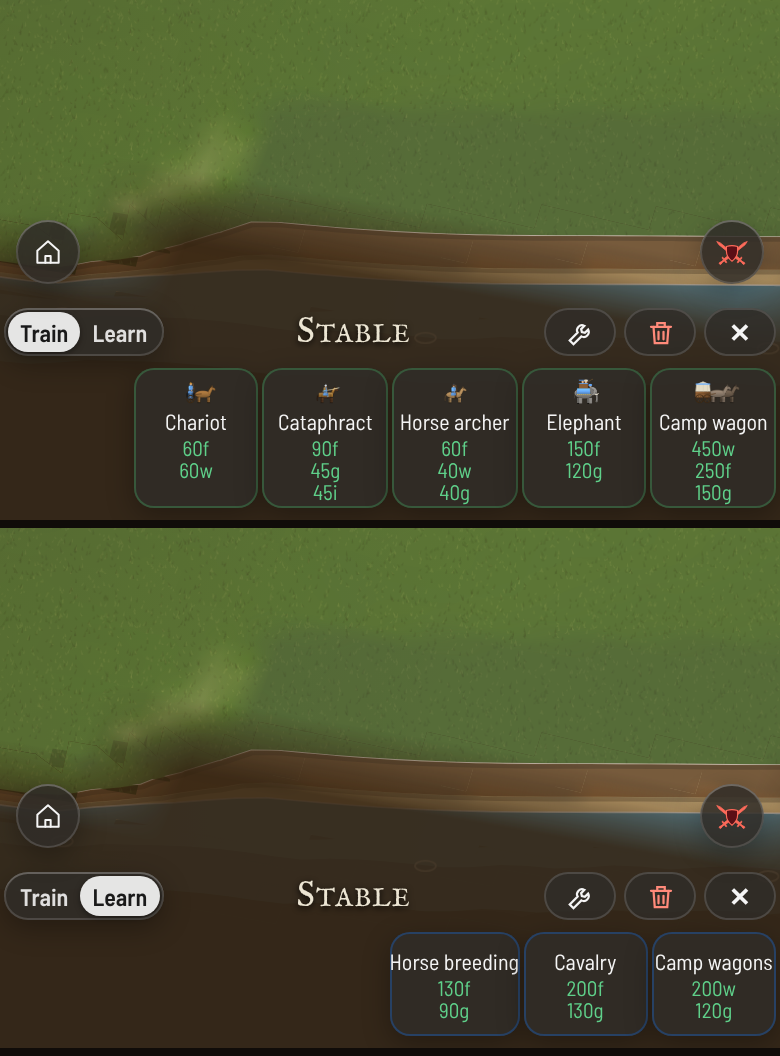 Train Learn
STABLE
Chariot
60f
60w
Cataphract
90f
45g
45i
Horse archer
60f
40w
40g
Elephant
150f
120g
Camp wagon
450w
250f
150g
Train Learn
STABLE
Horse breeding
130f
90g
Cavalry
200f
130g
Camp wagons
200w
120g